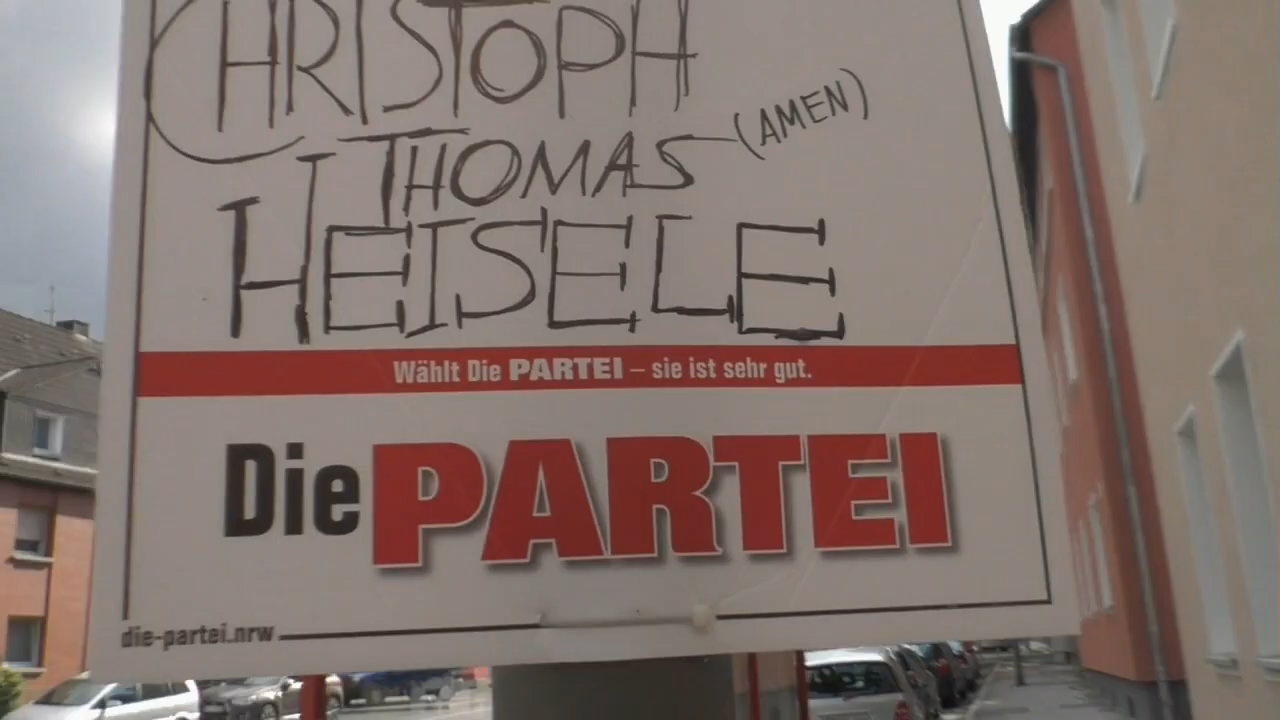 CHRISTOPH
THOMAS (AMEN)
HEISELE
Wählt Die PARTEI – sie ist sehr gut.
Die PARTEI
die-partei.nrw